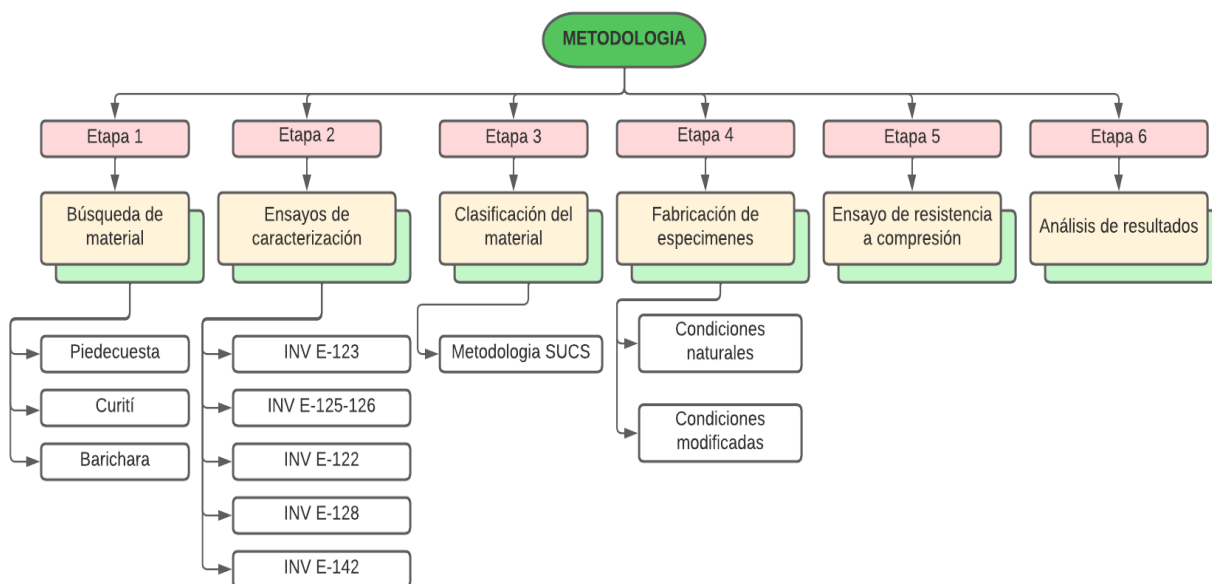 METODOLOGIA
Etapa 1
Etapa 2
Etapa 3
Etapa 4
Etapa 5
Etapa 6
Búsqueda de
material
Ensayos de
caracterización
Clasificación del
material
Fabricación de
especimenes
Ensayo de resistencia
a compresión
Análisis de resultados
Piedecuesta
Curití
Barichara
INV E-123
INV E-125-126
INV E-122
INV E-128
INV E-142
Metodologia SUCS
Condiciones
naturales
Condiciones
modificadas